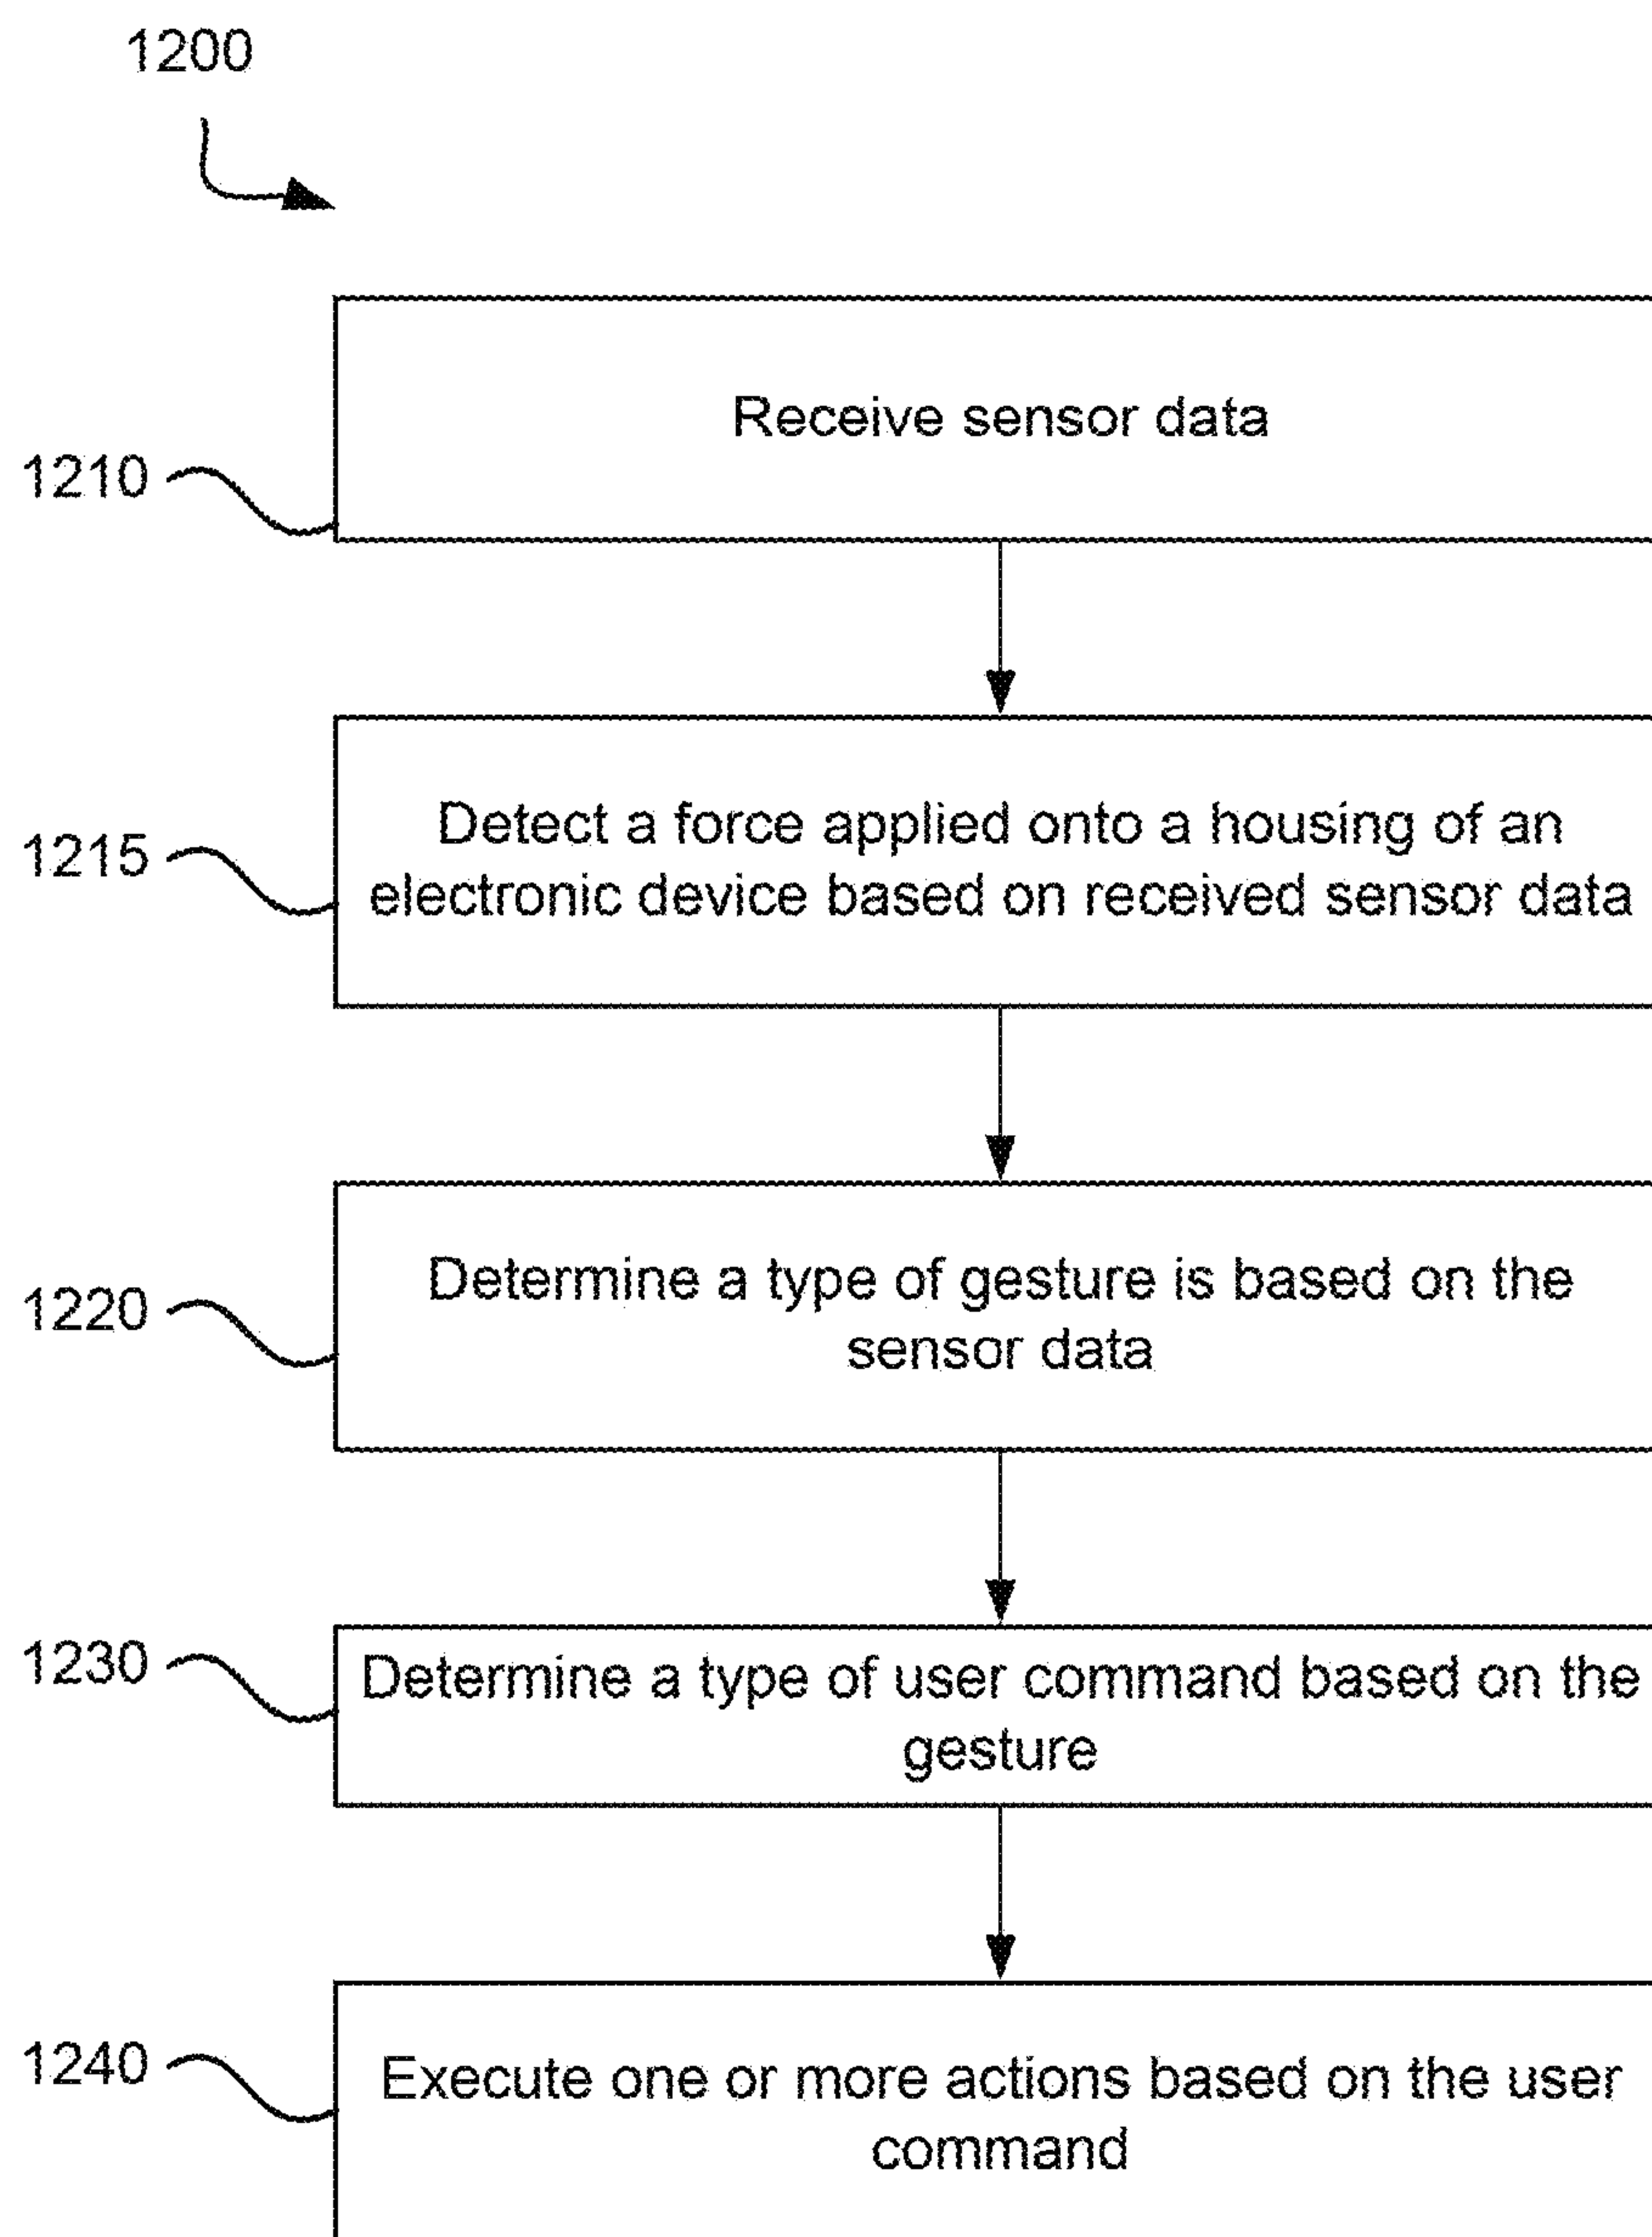 1200
Receive sensor data
1210
Detect a force applied onto a housing of an
1215
electronic device based on received sensor data
Determine a type of gesture is based on the
1220
sensor data
1230
Determine a type of user command based on the
gesture
1240
Execute one or more actions based on the user
command